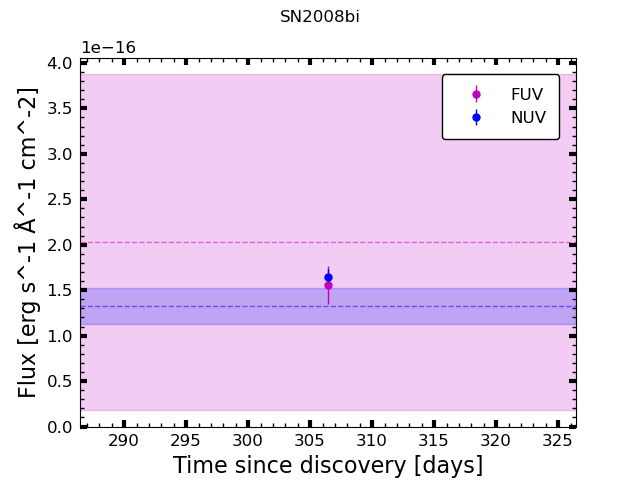 SN2008bi
1e−16
4.0
3.5
3.0
2.5
2.0
1.5
1.0
0.5
0.0
Flux [erg s^-1 Å^-1 cm^-2]
FUV
NUV
290 295 300 305 310 315 320 325
Time since discovery [days]